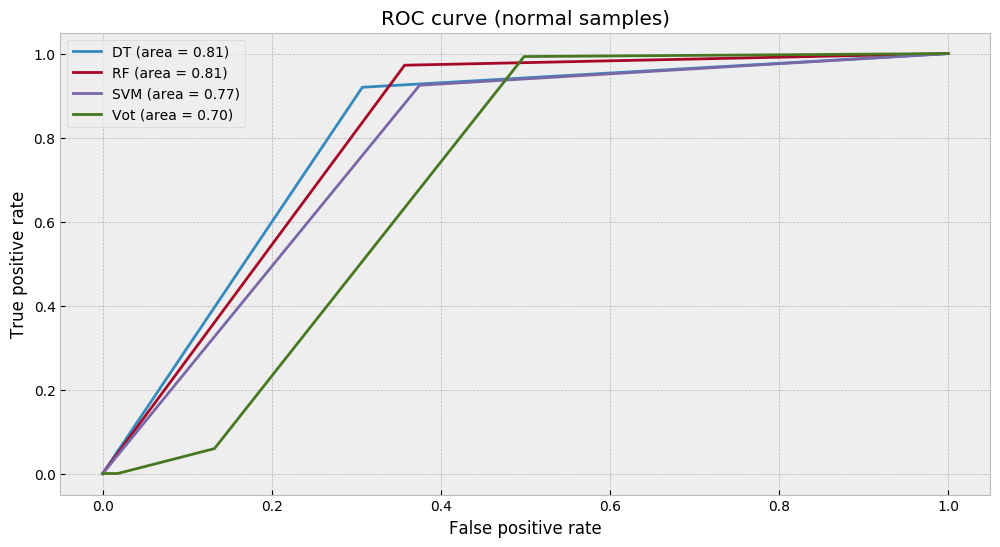 ROC curve (normal samples)
DT (area = 0.81)
RF (area = 0.81)
SVM (area = 0.77)
Vot (area = 0.70)
True positive rate
1.0
0.8
0.6
0.4
0.2
0.0
0.0 0.2 0.4 0.6 0.8 1.0
False positive rate